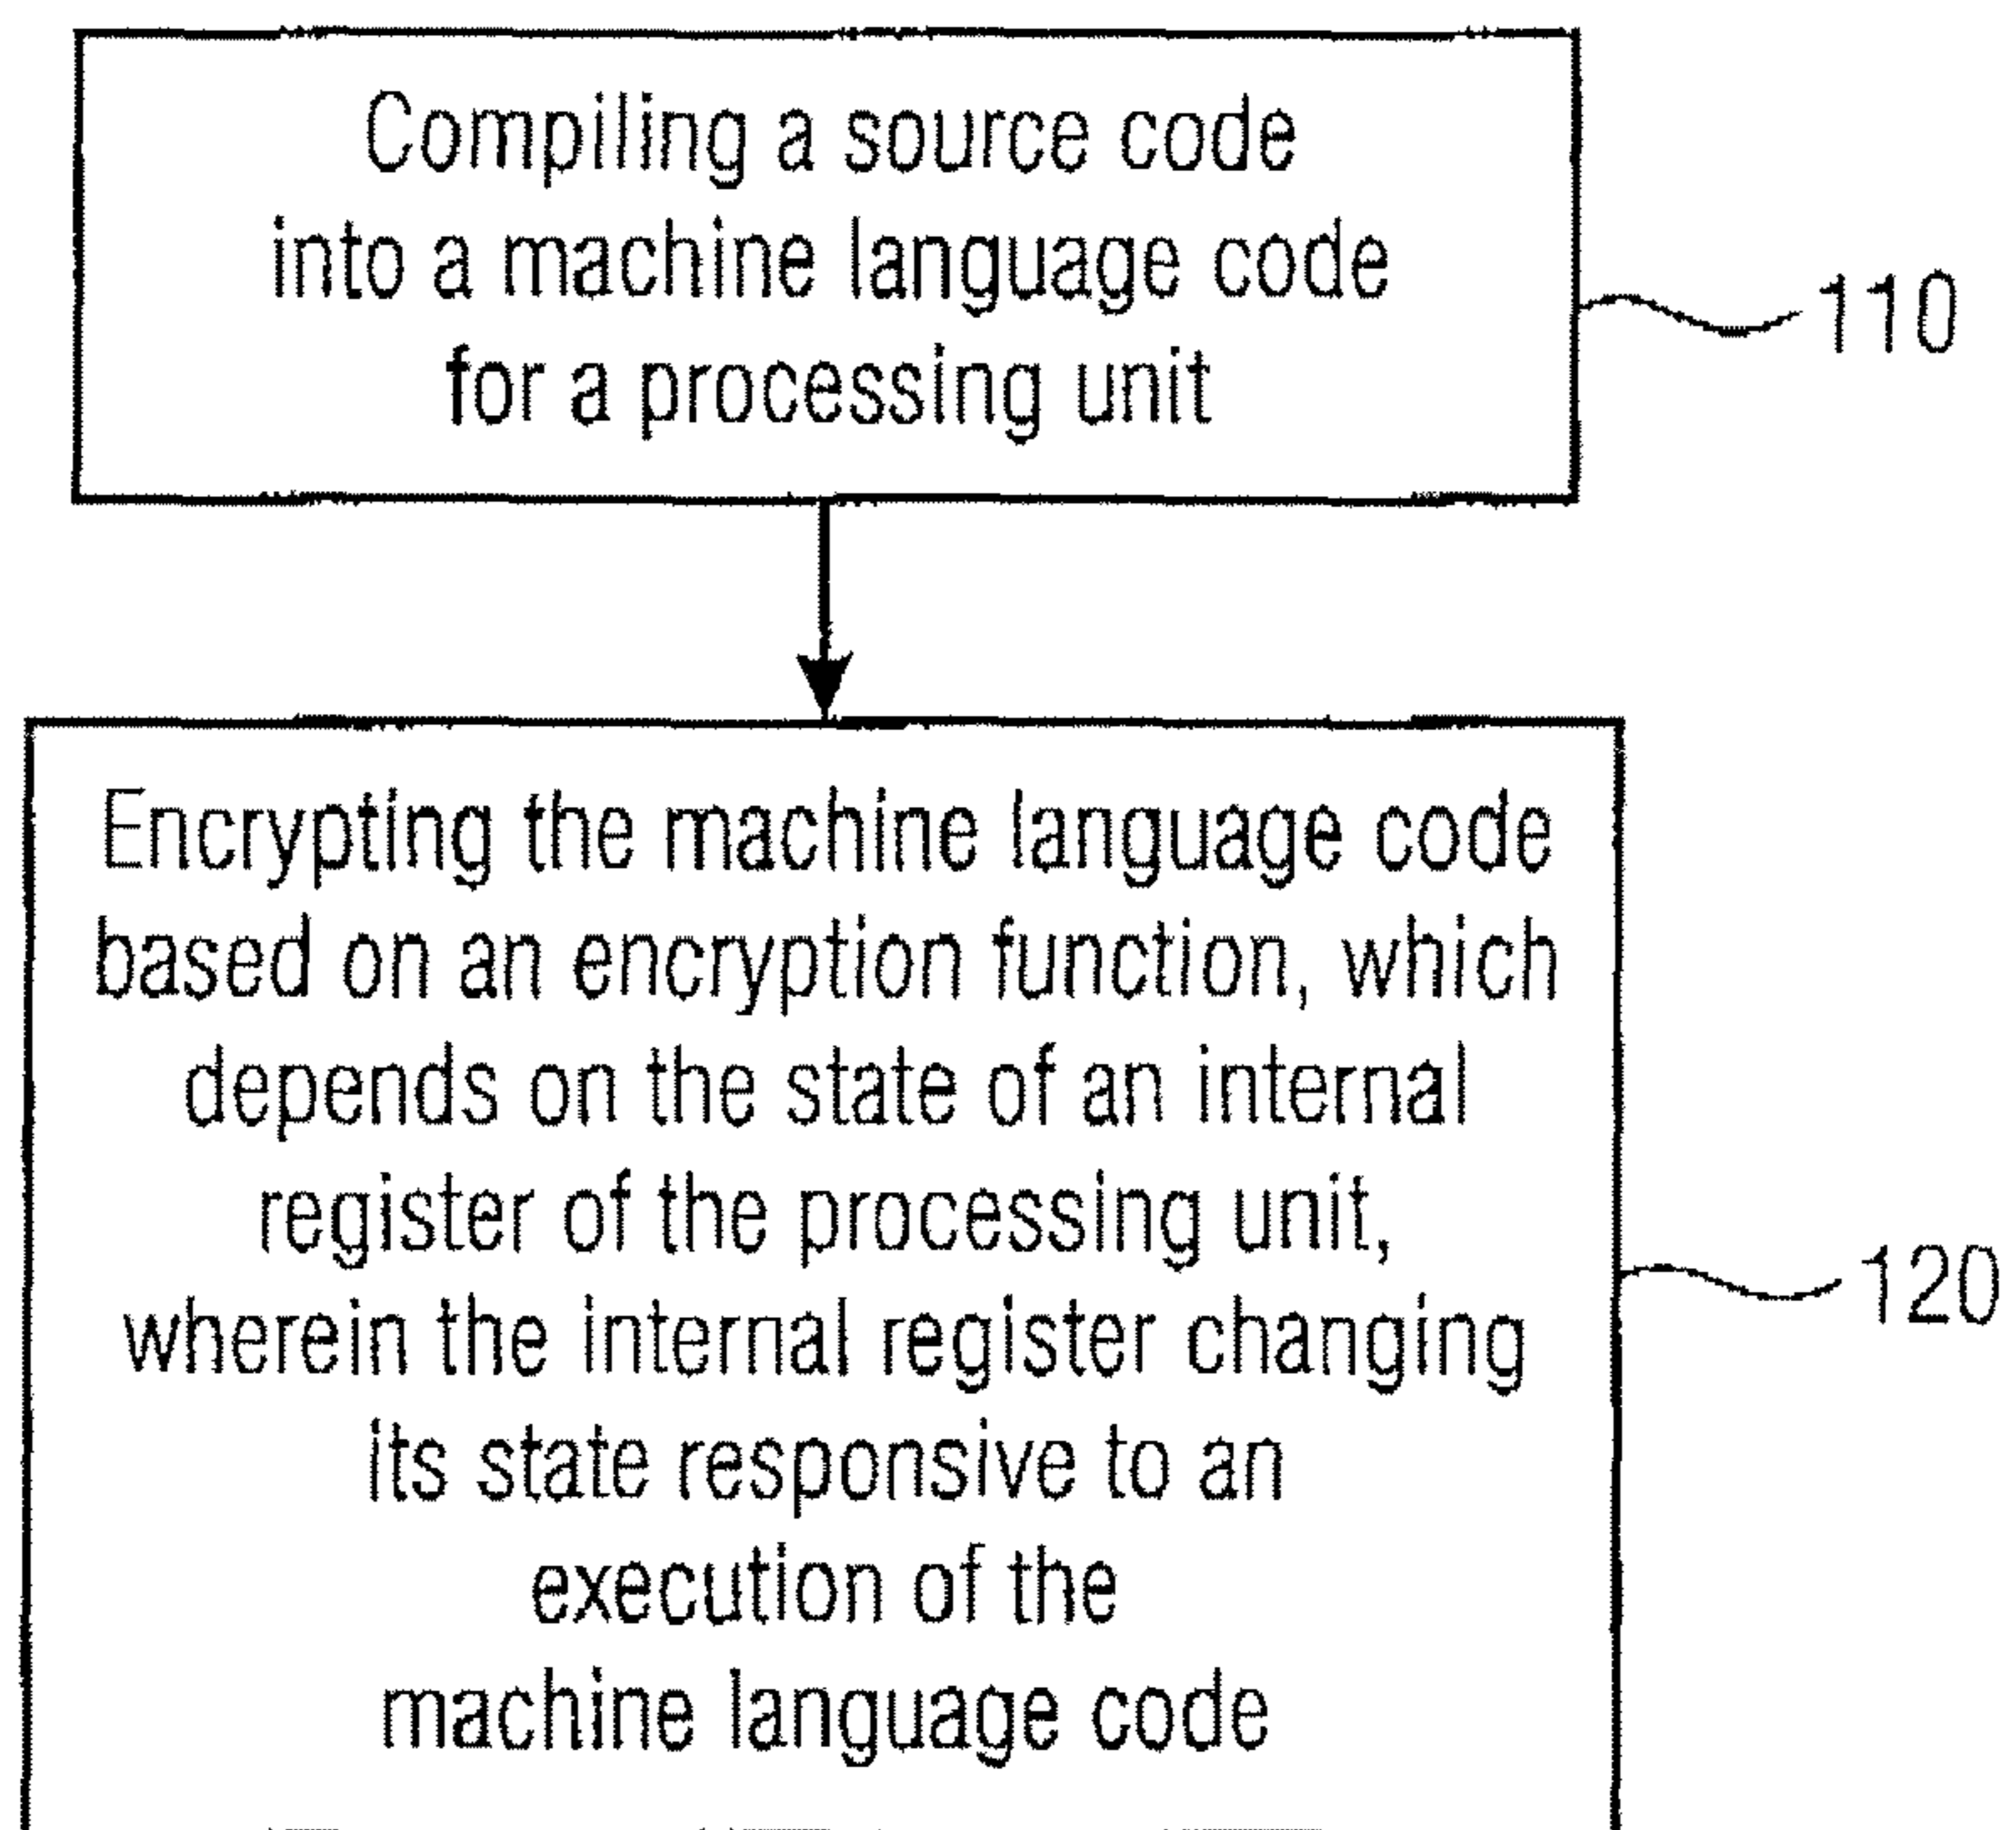 Compiling a source code
into a machine language code
for a processing unit
110
Encrypting the machine language code
based on an encryption function, which
depends on the state of an internal
register of the processing unit,
wherein the internal register changing
its state responsive to an
execution of the
machine language code
120